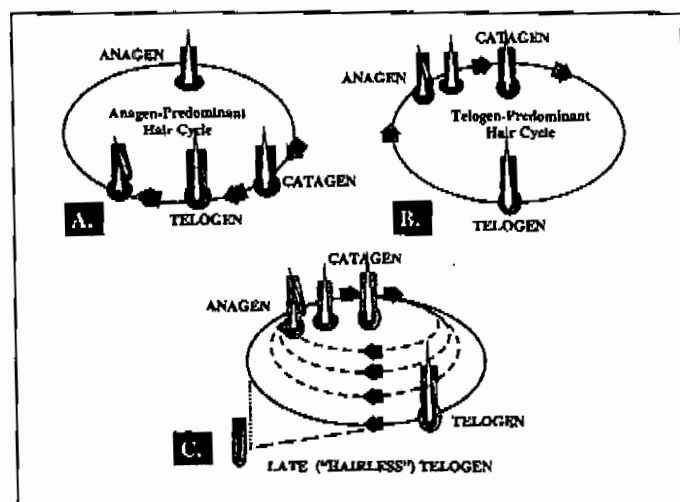 ANAGEN
Anagen-Predominant
Hair Cycle
CATAGEN
TELOGEN
A.
CATAGEN
ANAGEN
Telogen-Predominant
Hair Cycle
TELOGEN
B.
CATAGEN
ANAGEN
TELOGEN
C.
LATE ("HAIRLESS") TELOGEN